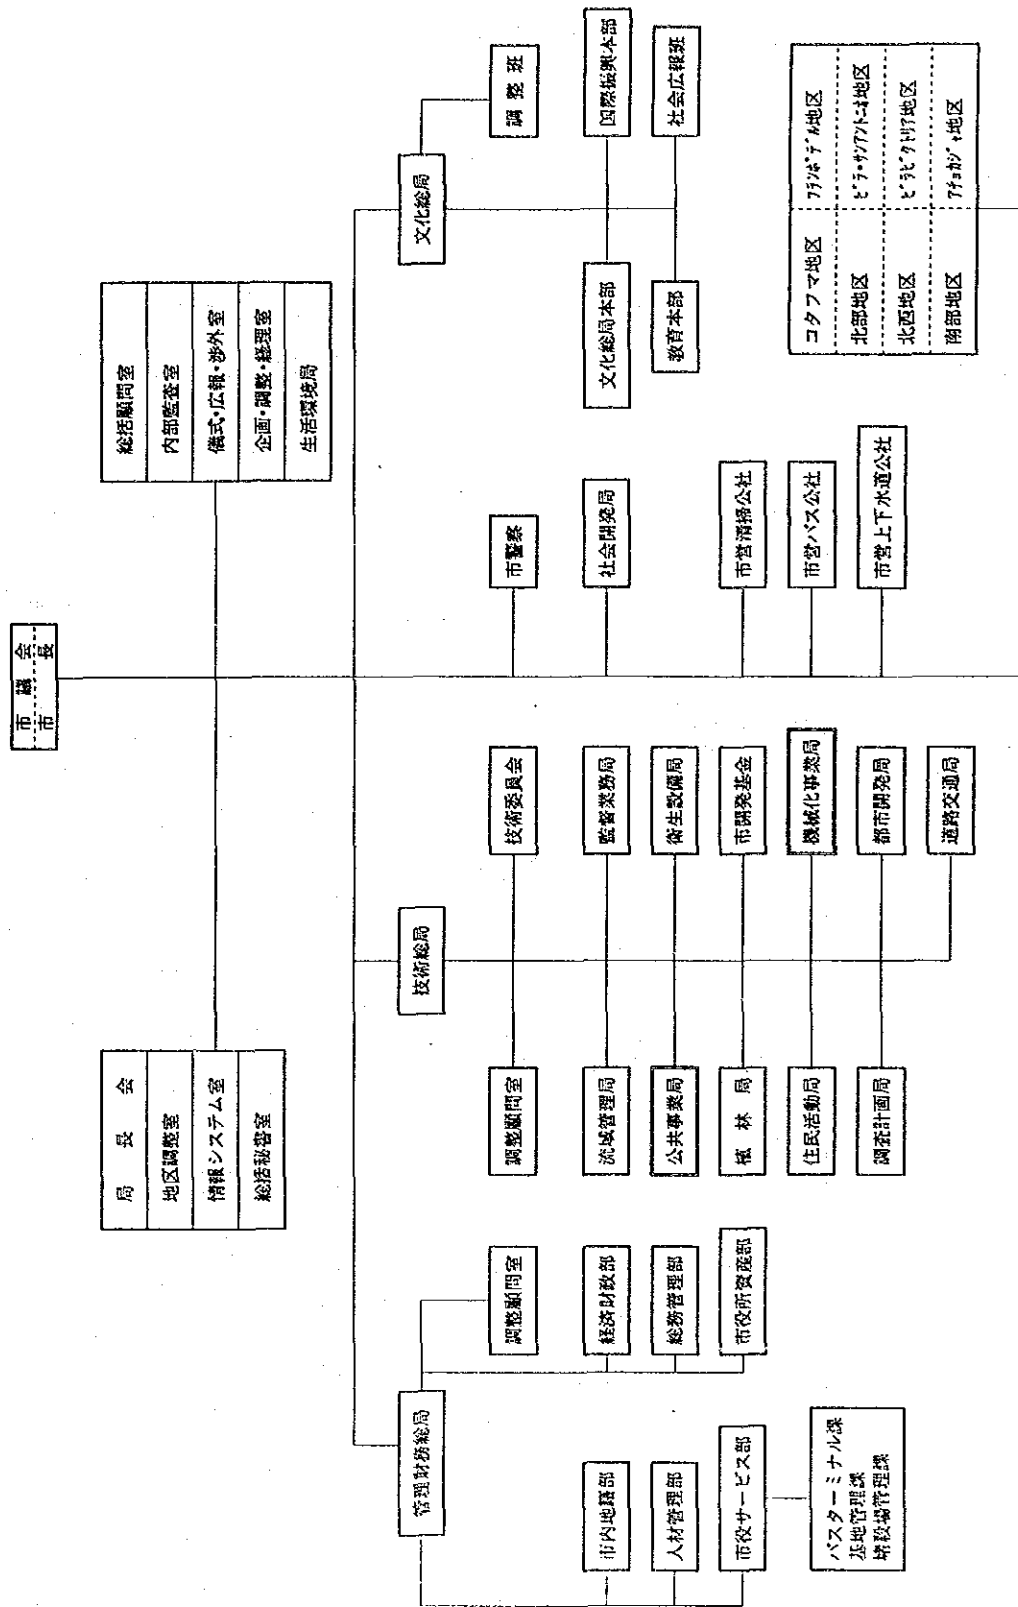 市議会
市長
局長会
地区調整室
情報システム室
総括秘書室
総括顧問室
内部監査室
儀式・広報・渉外室
企画・調整・経理室
生活環境局
管理財務総局
技術総局
文化総局
調整顧問室
調整顧問室
技術委員会
市警察
調整班
市内地籍部
経済財政部
流域管理局
監督業務局
社会開発局
文化総局本部
国際振興本部
人材管理部
総務管理部
公共事業局
衛生設備局
教育本部
社会広報班
市役サービス部
市役所資産部
植林局
市開発基金
市営清掃公社
バスターミナル課
基地管理課
堵殺場管理課
住民活動局
機械化事業局
市営バス公社
調査計画局
都市開発局
市営上下水道公社
道路交通局
コタフマ地区 フランポデル地区
北部地区 ビラ・サンアントニオ地区
北西地区 ビラビクトリア地区
南部地区 アチョカジャ地区